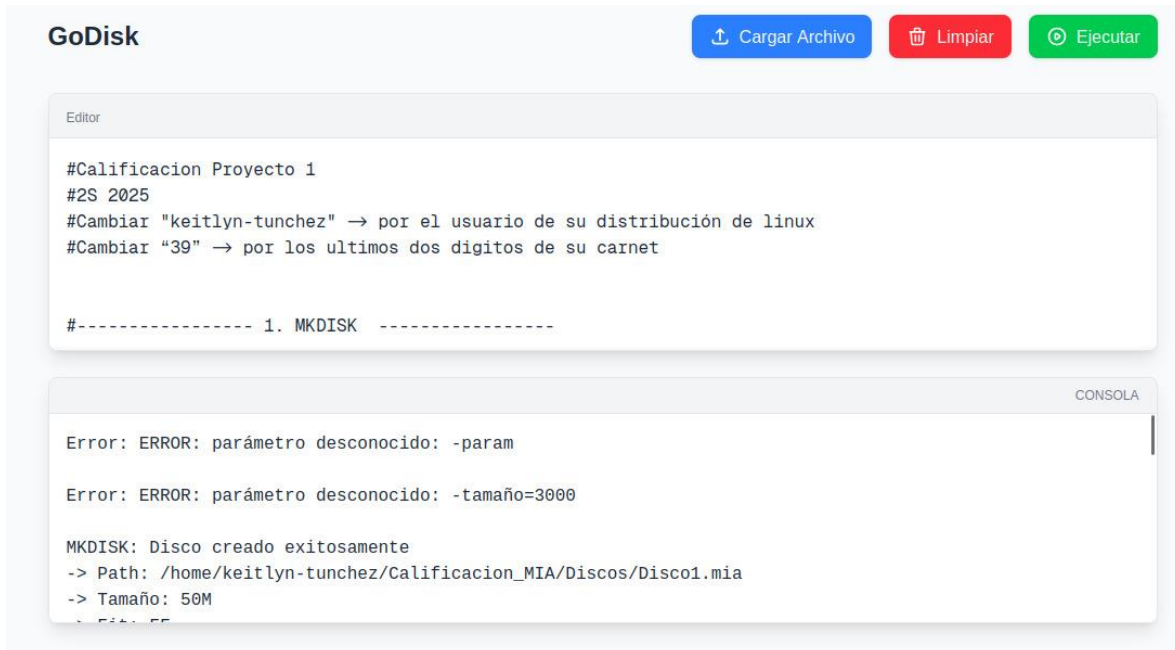 GoDisk
Cargar Archivo
Limpiar
Ejecutar
Editor
#Calificacion Proyecto 1
#2S 2025
#Cambiar "keitlyn-tunchez" → por el usuario de su distribución de linux
#Cambiar “39” → por los ultimos dos digitos de su carnet
#----------------- 1. MKDISK -----------------
CONSOLA
Error: ERROR: parámetro desconocido: -param
Error: ERROR: parámetro desconocido: -tamaño=3000
MKDISK: Disco creado exitosamente
-> Path: /home/keitlyn-tunchez/Calificacion_MIA/Discos/Disco1.mia
-> Tamaño: 50M